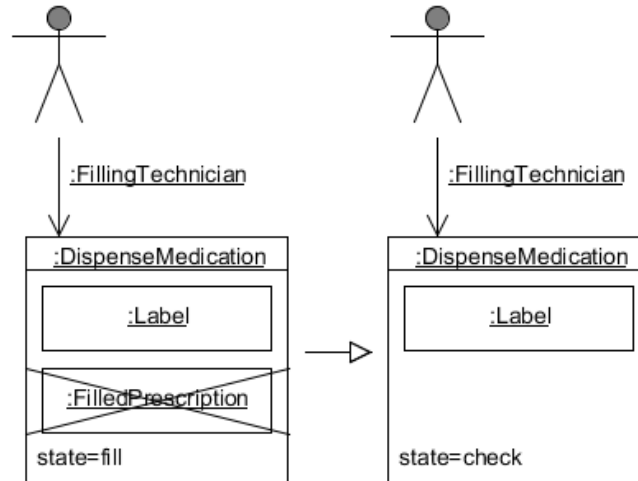 :FillingTechnician
:DispenseMedication
:Label
:FilledPrescription
state=fill
:FillingTechnician
:DispenseMedication
:Label
state=check